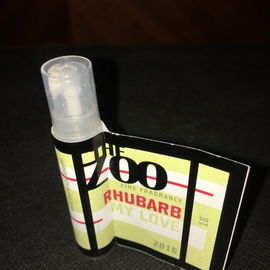 THE
ZOO
FINE FRAGRANCE
RHUBARB
MY LOVE
2016